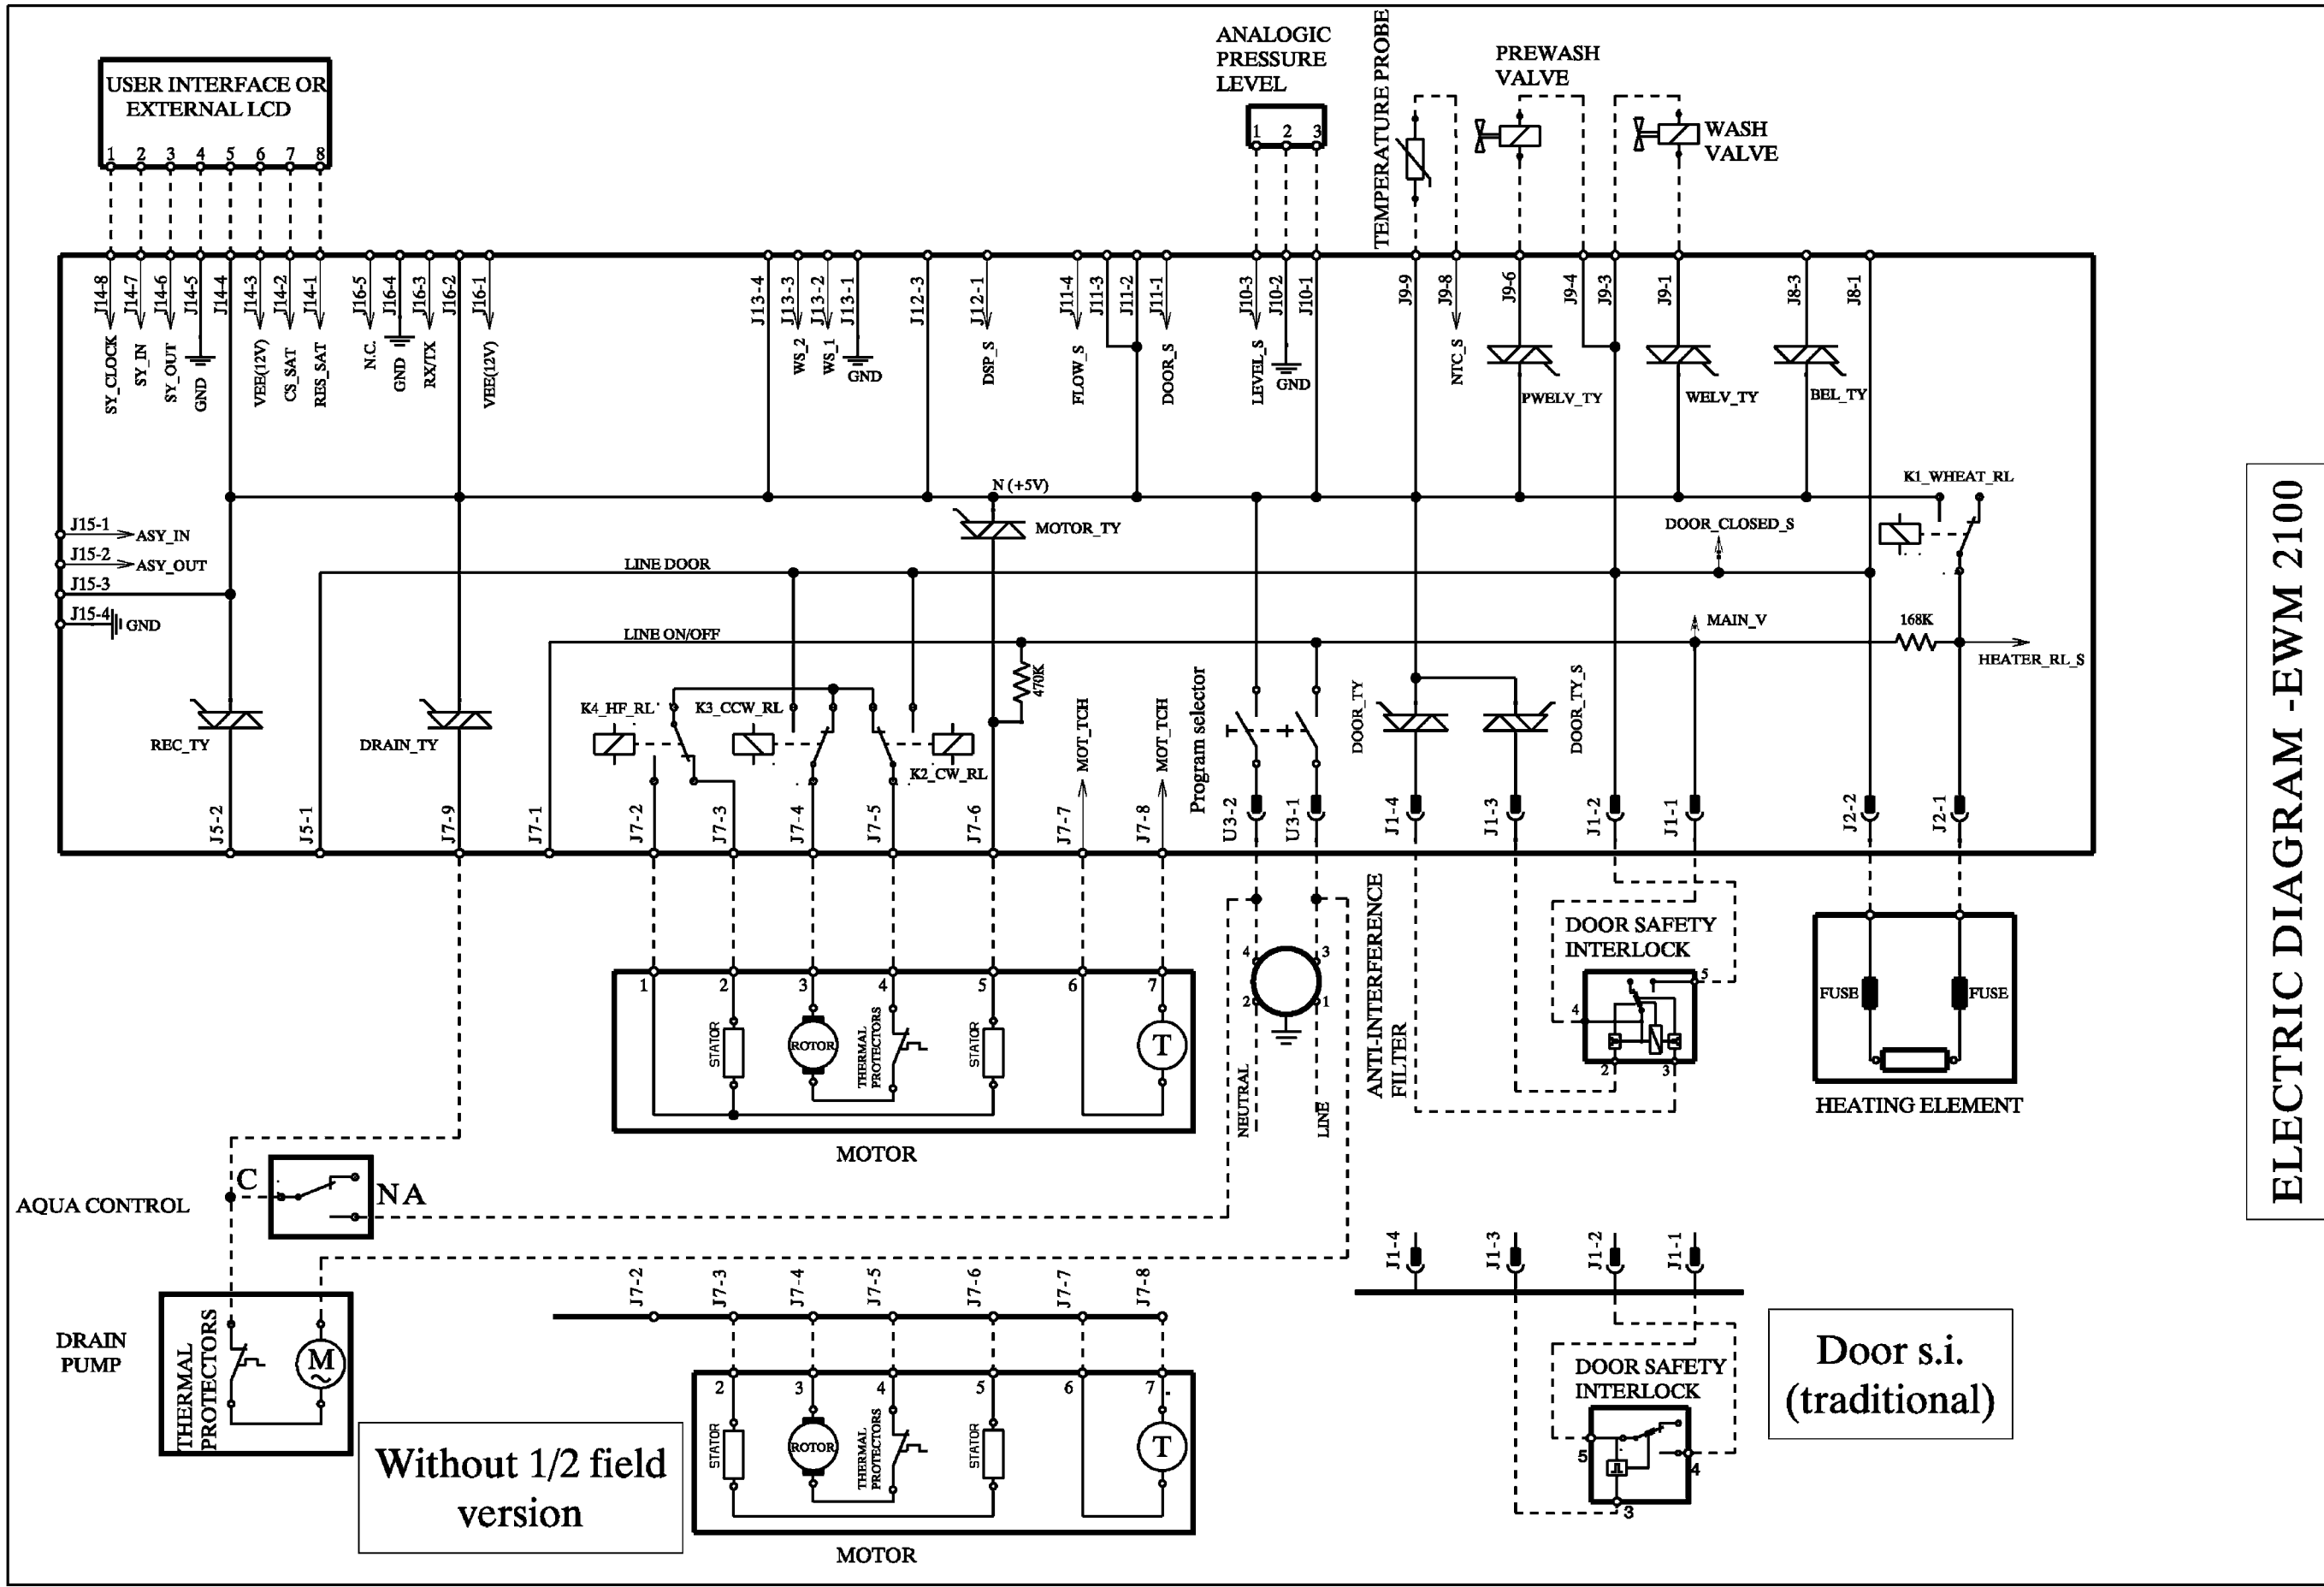 ANALOGIC
PRESSURE
LEVEL
TEMPERATURE PROBE
PREWASH
VALVE
WASH
VALVE
USER INTERFACE OR
EXTERNAL LCD
1 2 3 4 5 6 7 8
1 2 3
J14-8 J14-7 J14-6 J14-5 J14-4 J14-3 J14-2 J14-1 J16-5 J16-4 J16-3 J16-2 J16-1 J13-4 J13-3 J13-2 J13-1 J12-3 J12-1 J11-4 J11-3 J11-2 J11-1 J10-3 J10-2 J10-1 J9-9 J9-8 J9-6 J9-4 J9-3 J9-1 J8-3 J8-1
SY_CLOCK SY_IN SY_OUT GND VEE(12V) CS_SAT RES_SAT N.C. GND RX/TX VEE(12V) WS_2 WS_1 GND DSP_S FLOW_S DOOR_S LEVEL_S GND NTC_S PWELV_TY WELV_TY BEL_TY
N (+5V)
K1_WHEAT_RL
J15-1 ASY_IN
J15-2 ASY_OUT
J15-3
J15-4 GND
MOTOR_TY
DOOR_CLOSED_S
LINE DOOR
LINE ON/OFF
MAIN_V
168K
HEATER_RL_S
470K
REC_TY
DRAIN_TY
K4_HF_RL
K3_CCW_RL
K2_CW_RL
MOT_TCH
MOT_TCH
Program selector
DOOR_TY
DOOR_TY_S
J5-2 J5-1 J7-9 J7-1 J7-2 J7-3 J7-4 J7-5 J7-6 J7-7 J7-8 U3-2 U3-1 J1-4 J1-3 J1-2 J1-1 J2-2 J2-1
1 2 3 4 5 6 7
STATOR
ROTOR
THERMAL
PROTECTORS
STATOR
T
MOTOR
4 3
2 1
NEUTRAL
LINE
ANTI-INTERFERENCE
FILTER
DOOR SAFETY
INTERLOCK
5
4
2 3
FUSE FUSE
HEATING ELEMENT
ELECTRIC DIAGRAM -EWM 2100
AQUA CONTROL
C
NA
DRAIN
PUMP
THERMAL
PROTECTORS
M
Without 1/2 field
version
J7-2 J7-3 J7-4 J7-5 J7-6 J7-7 J7-8
2 3 4 5 6 7
STATOR
ROTOR
THERMAL
PROTECTORS
STATOR
T
MOTOR
J1-4 J1-3 J1-2 J1-1
DOOR SAFETY
INTERLOCK
5
4
3
Door s.i.
(traditional)